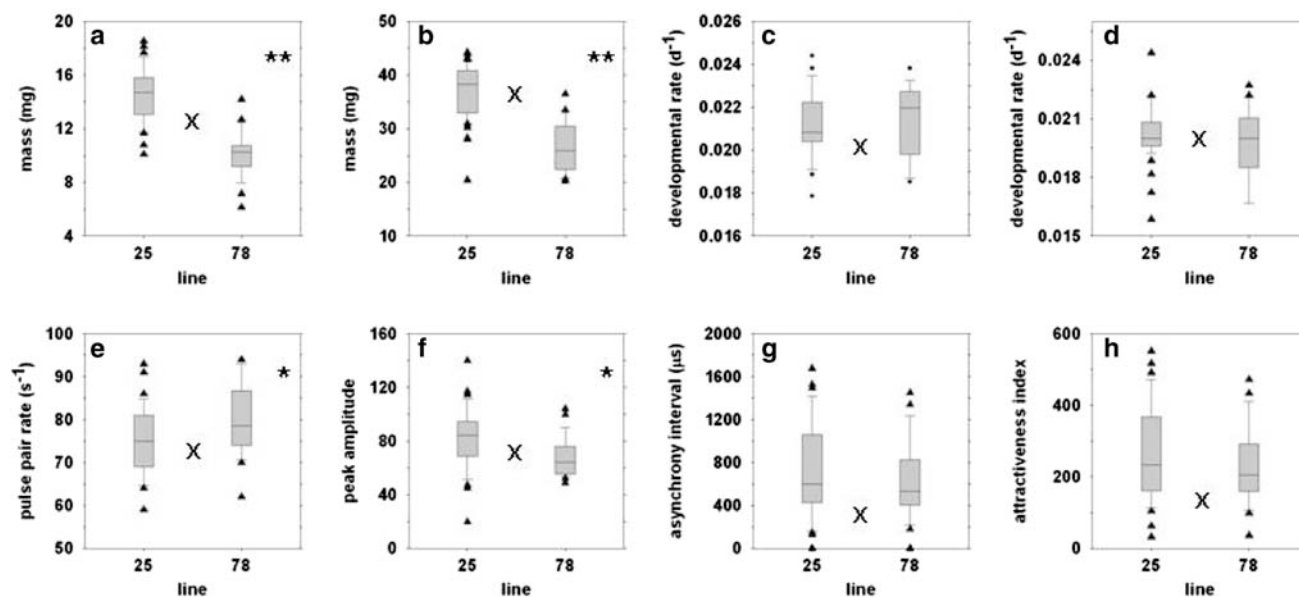 a
20
16
12
8
4
mass (mg)
X
**
25 78
line
b
50
40
30
20
10
mass (mg)
X
**
25 78
line
c
0.026
0.024
0.022
0.020
0.018
0.016
developmental rate (d⁻¹)
X
25 78
line
d
0.024
0.021
0.018
0.015
developmental rate (d⁻¹)
X
25 78
line
e
100
90
80
70
60
50
pulse pair rate (s⁻¹)
X
*
25 78
line
f
160
120
80
40
0
peak amplitude
X
*
25 78
line
g
2000
1600
1200
800
400
0
asynchrony interval (μs)
X
25 78
line
h
600
400
200
0
attractiveness index
X
25 78
line